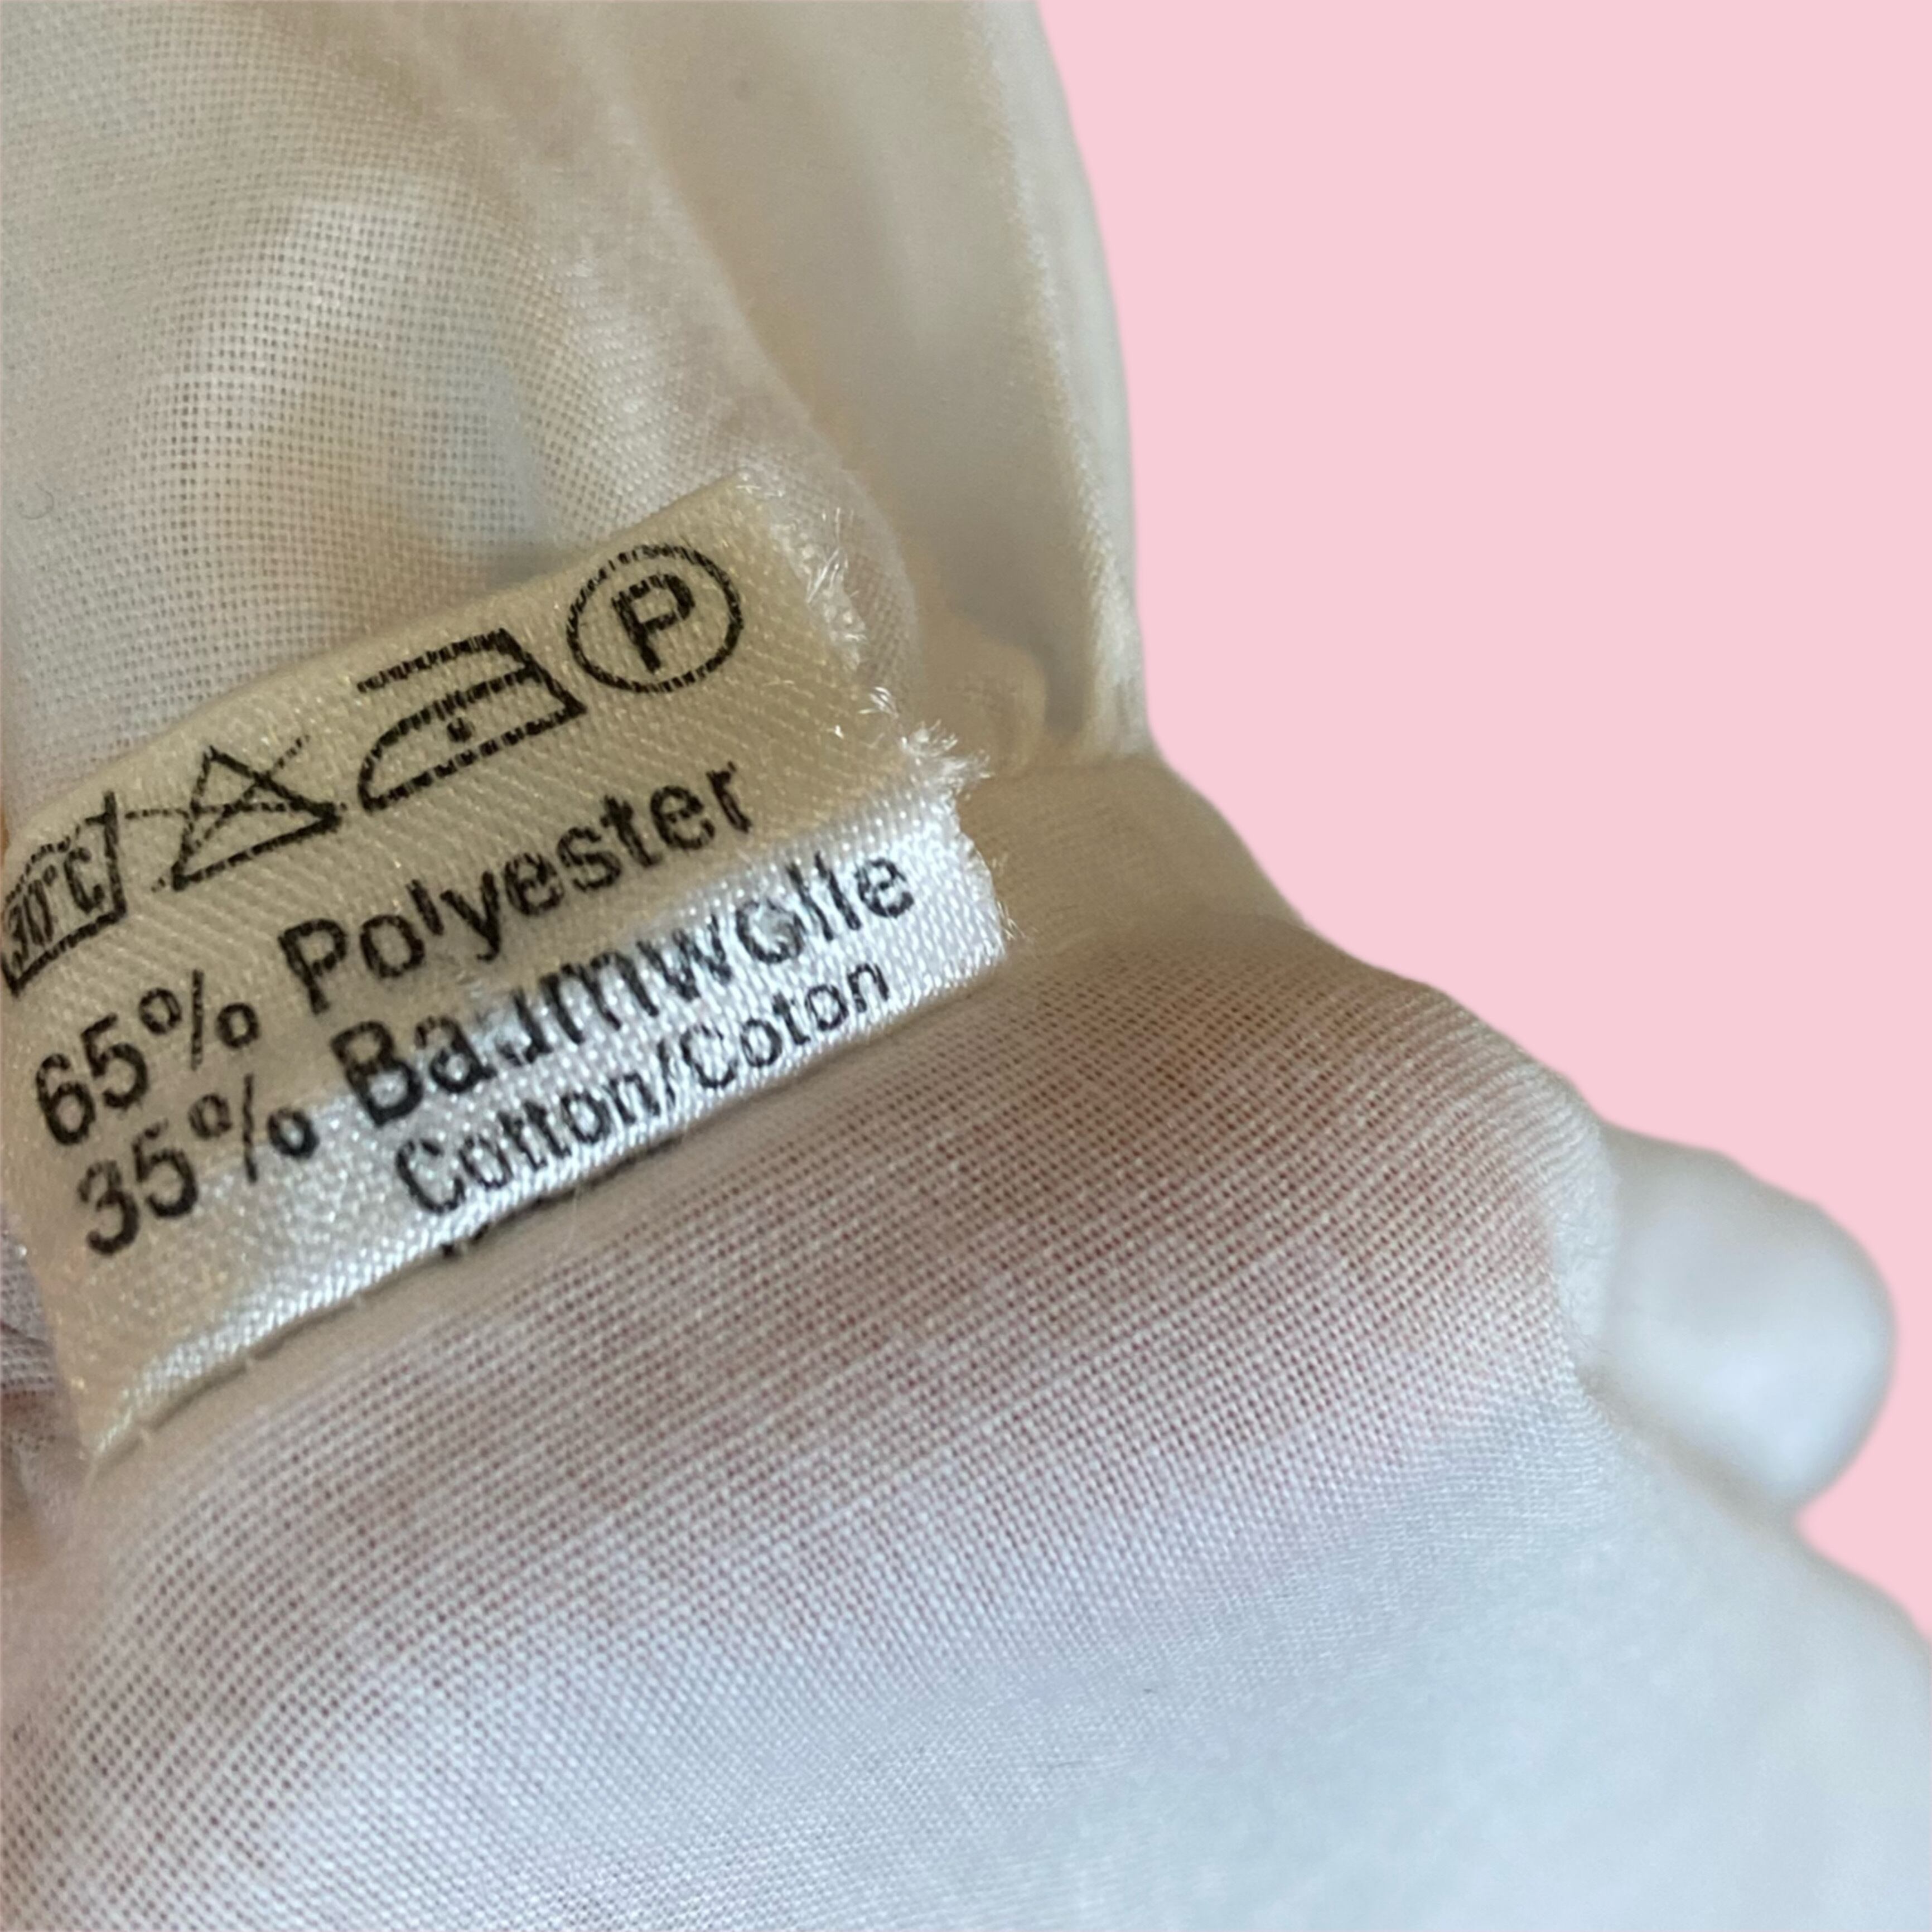 30°C P
65% Polyester
35% Baumwolle
Cotton/Coton